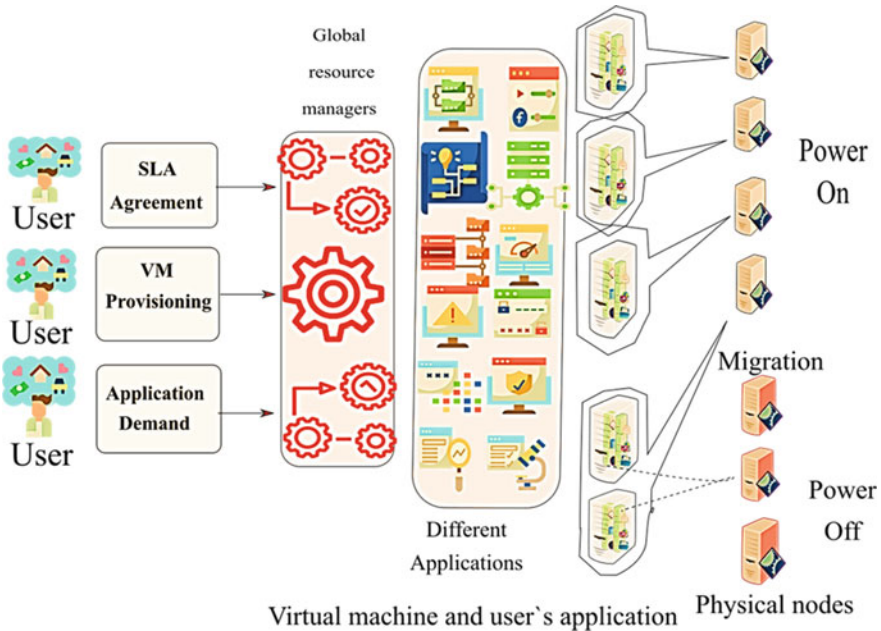 Global
resource
managers
User
SLA
Agreement
User
VM
Provisioning
User
Application
Demand
Different
Applications
Power
On
Migration
Power
Off
Physical nodes
Virtual machine and user`s application